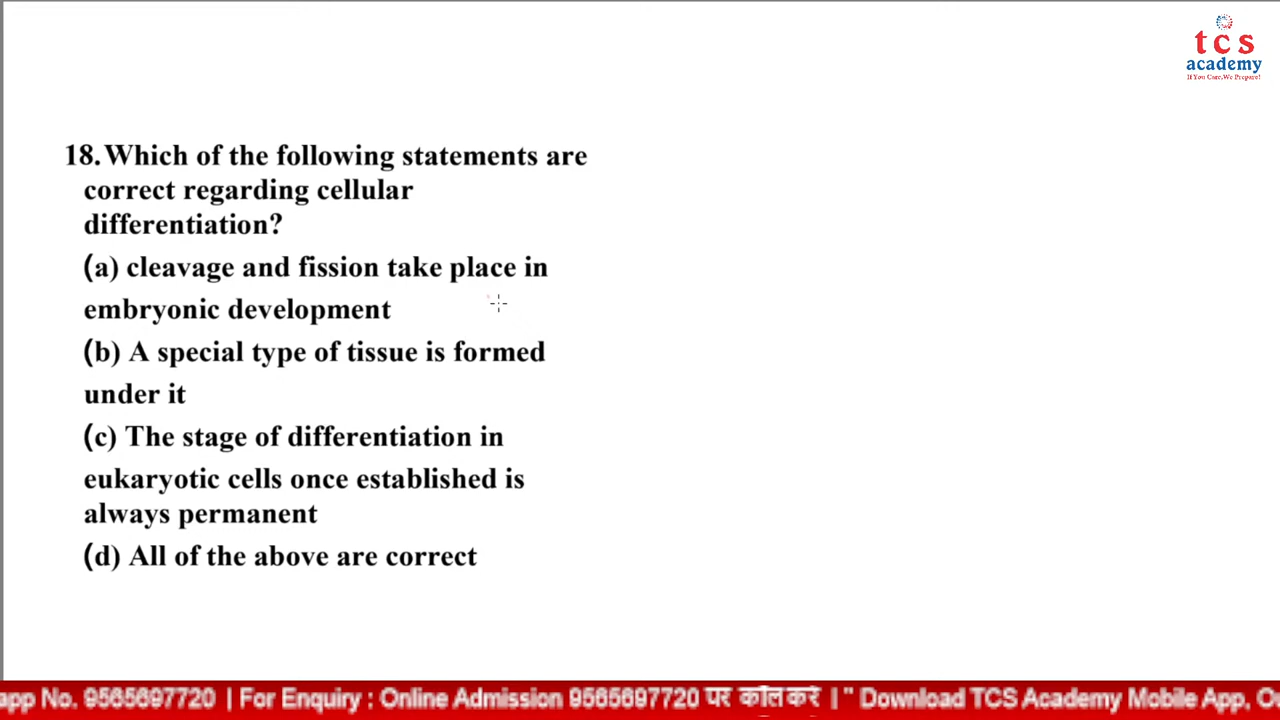 tcs
academy
If You Care,We Prepare!
18.Which of the following statements are
correct regarding cellular
differentiation?
(a) cleavage and fission take place in
embryonic development
(b) A special type of tissue is formed
under it
(c) The stage of differentiation in
eukaryotic cells once established is
always permanent
(d) All of the above are correct
app No. 9565697720 | For Enquiry : Online Admission 9565697720 पर कॉल करें | " Download TCS Academy Mobile App, O